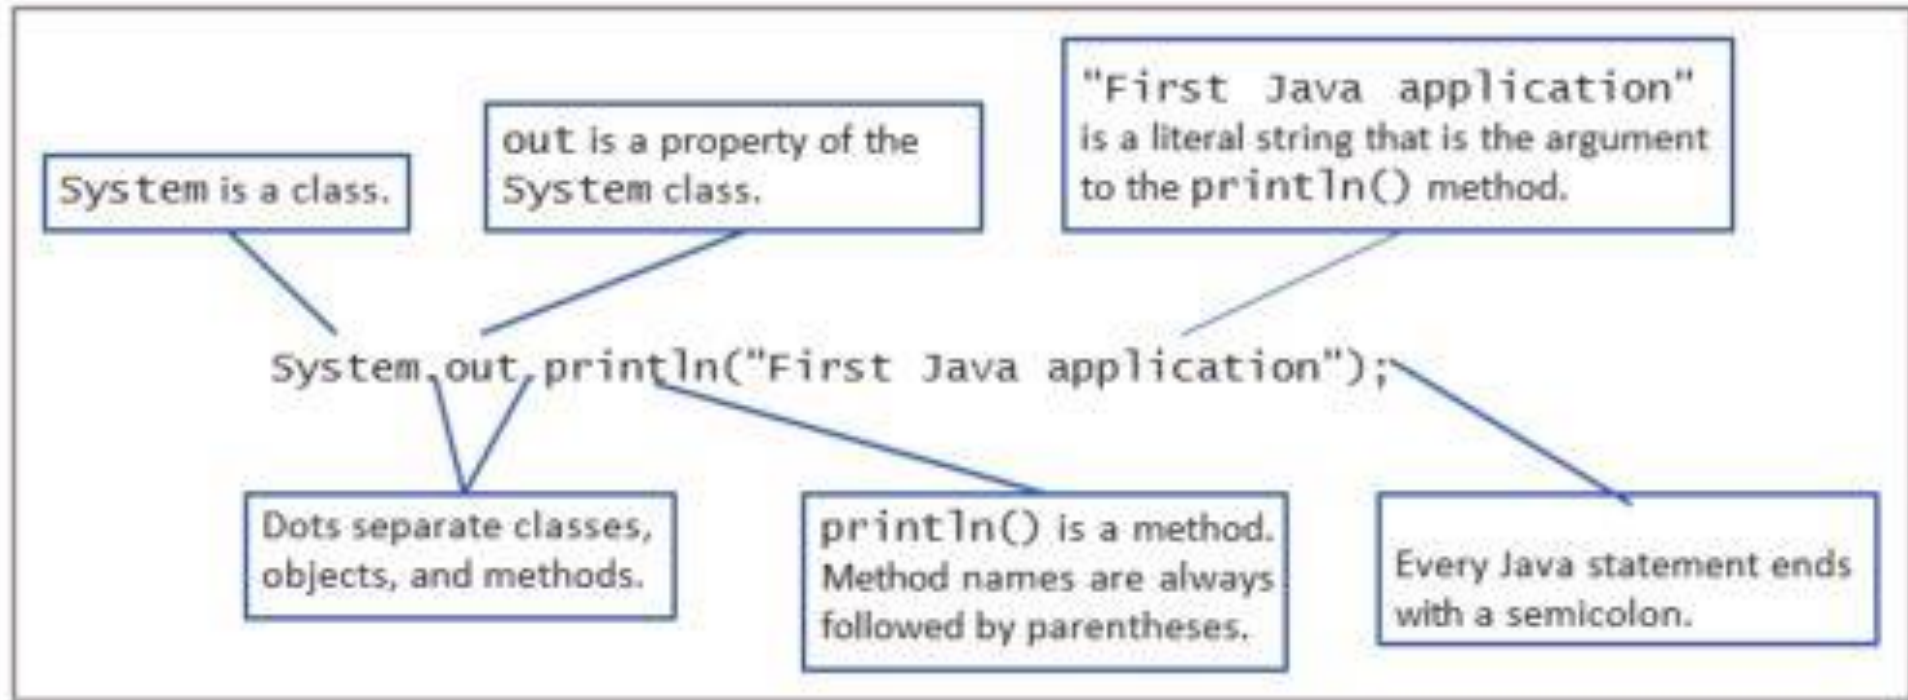 "First Java application"
is a literal string that is the argument
to the println() method.
out is a property of the
System class.
System is a class.
System.out.println("First Java application");
Dots separate classes,
objects, and methods.
println() is a method.
Method names are always
followed by parentheses.
Every Java statement ends
with a semicolon.